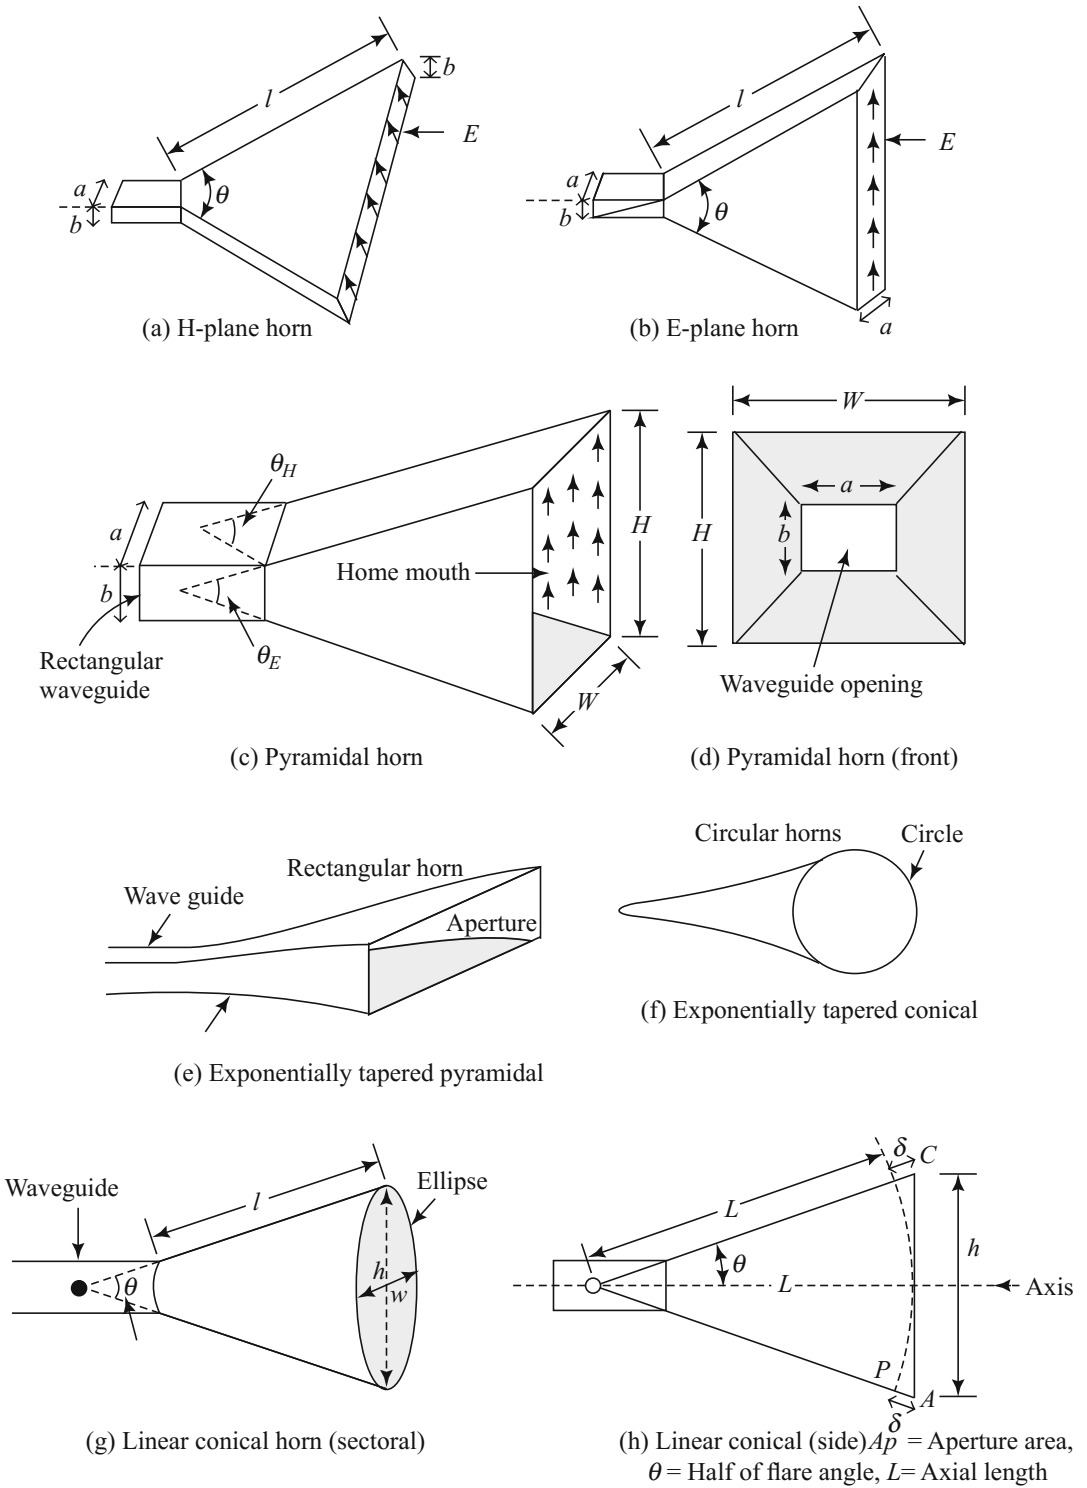 b
l
E
a
θ
b
(a) H-plane horn
l
E
a
θ
b
a
(b) E-plane horn
θH
a
H
Home mouth
b
θE
Rectangular
waveguide
W
(c) Pyramidal horn
W
a
H
b
Waveguide opening
(d) Pyramidal horn (front)
Rectangular horn
Wave guide
Aperture
(e) Exponentially tapered pyramidal
Circular horns
Circle
(f) Exponentially tapered conical
Waveguide
l
Ellipse
θ
h
w
(g) Linear conical horn (sectoral)
δ
C
L
θ
h
L
Axis
P
A
δ
(h) Linear conical (side)Ap = Aperture area,
θ = Half of flare angle, L= Axial length